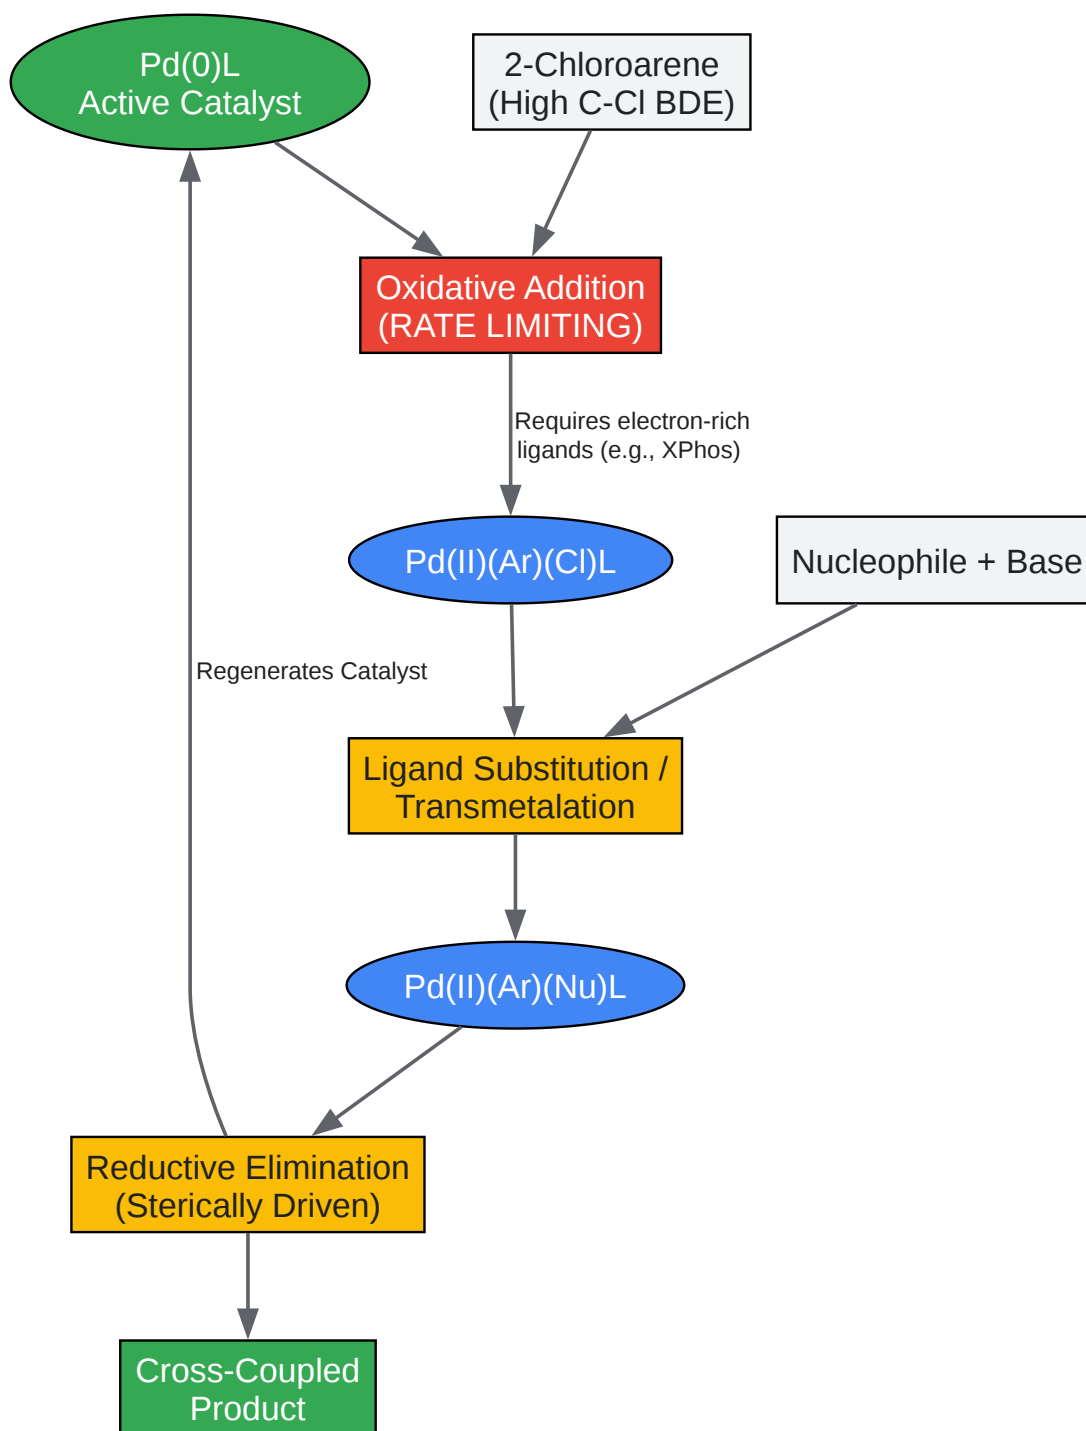 Pd(0)L
Active Catalyst
2-Chloroarene
(High C-Cl BDE)
Oxidative Addition
(RATE LIMITING)
Requires electron-rich
ligands (e.g., XPhos)
Pd(II)(Ar)(Cl)L
Nucleophile + Base
Regenerates Catalyst
Ligand Substitution /
Transmetalation
Pd(II)(Ar)(Nu)L
Reductive Elimination
(Sterically Driven)
Cross-Coupled
Product